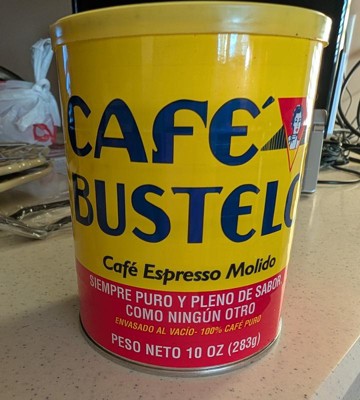 CAFÉ
BUSTELO
Café Espresso Molido
SIEMPRE PURO Y PLENO DE SABOR
COMO NINGÚN OTRO
ENVASADO AL VACÍO- 100% CAFÉ PURO
PESO NETO 10 OZ (283g)